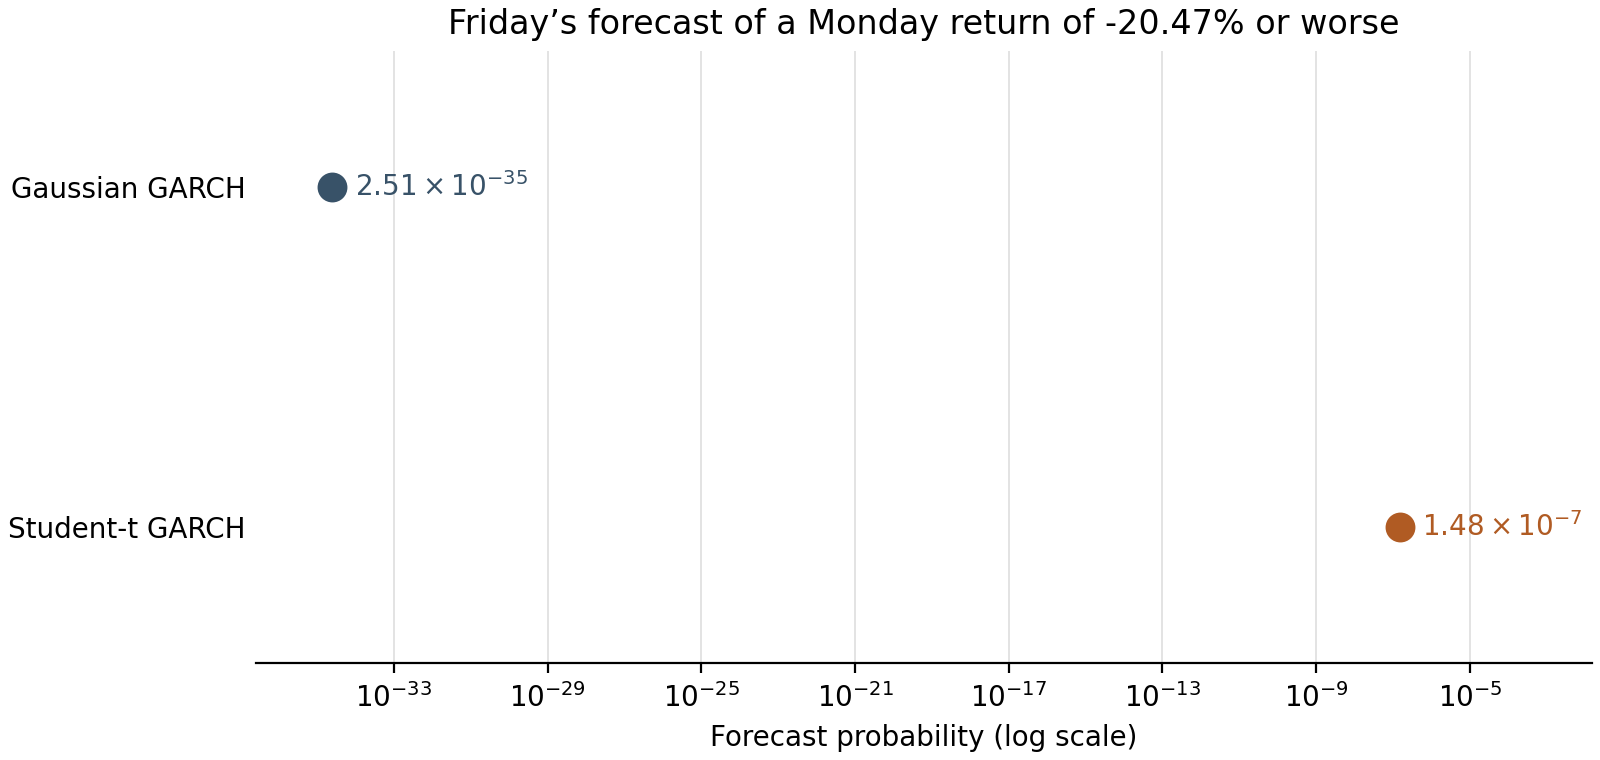 Friday’s forecast of a Monday return of -20.47% or worse
Gaussian GARCH
2.51 × 10⁻³⁵
Student-t GARCH
1.48 × 10⁻⁷
10⁻³³ 10⁻²⁹ 10⁻²⁵ 10⁻²¹ 10⁻¹⁷ 10⁻¹³ 10⁻⁹ 10⁻⁵
Forecast probability (log scale)